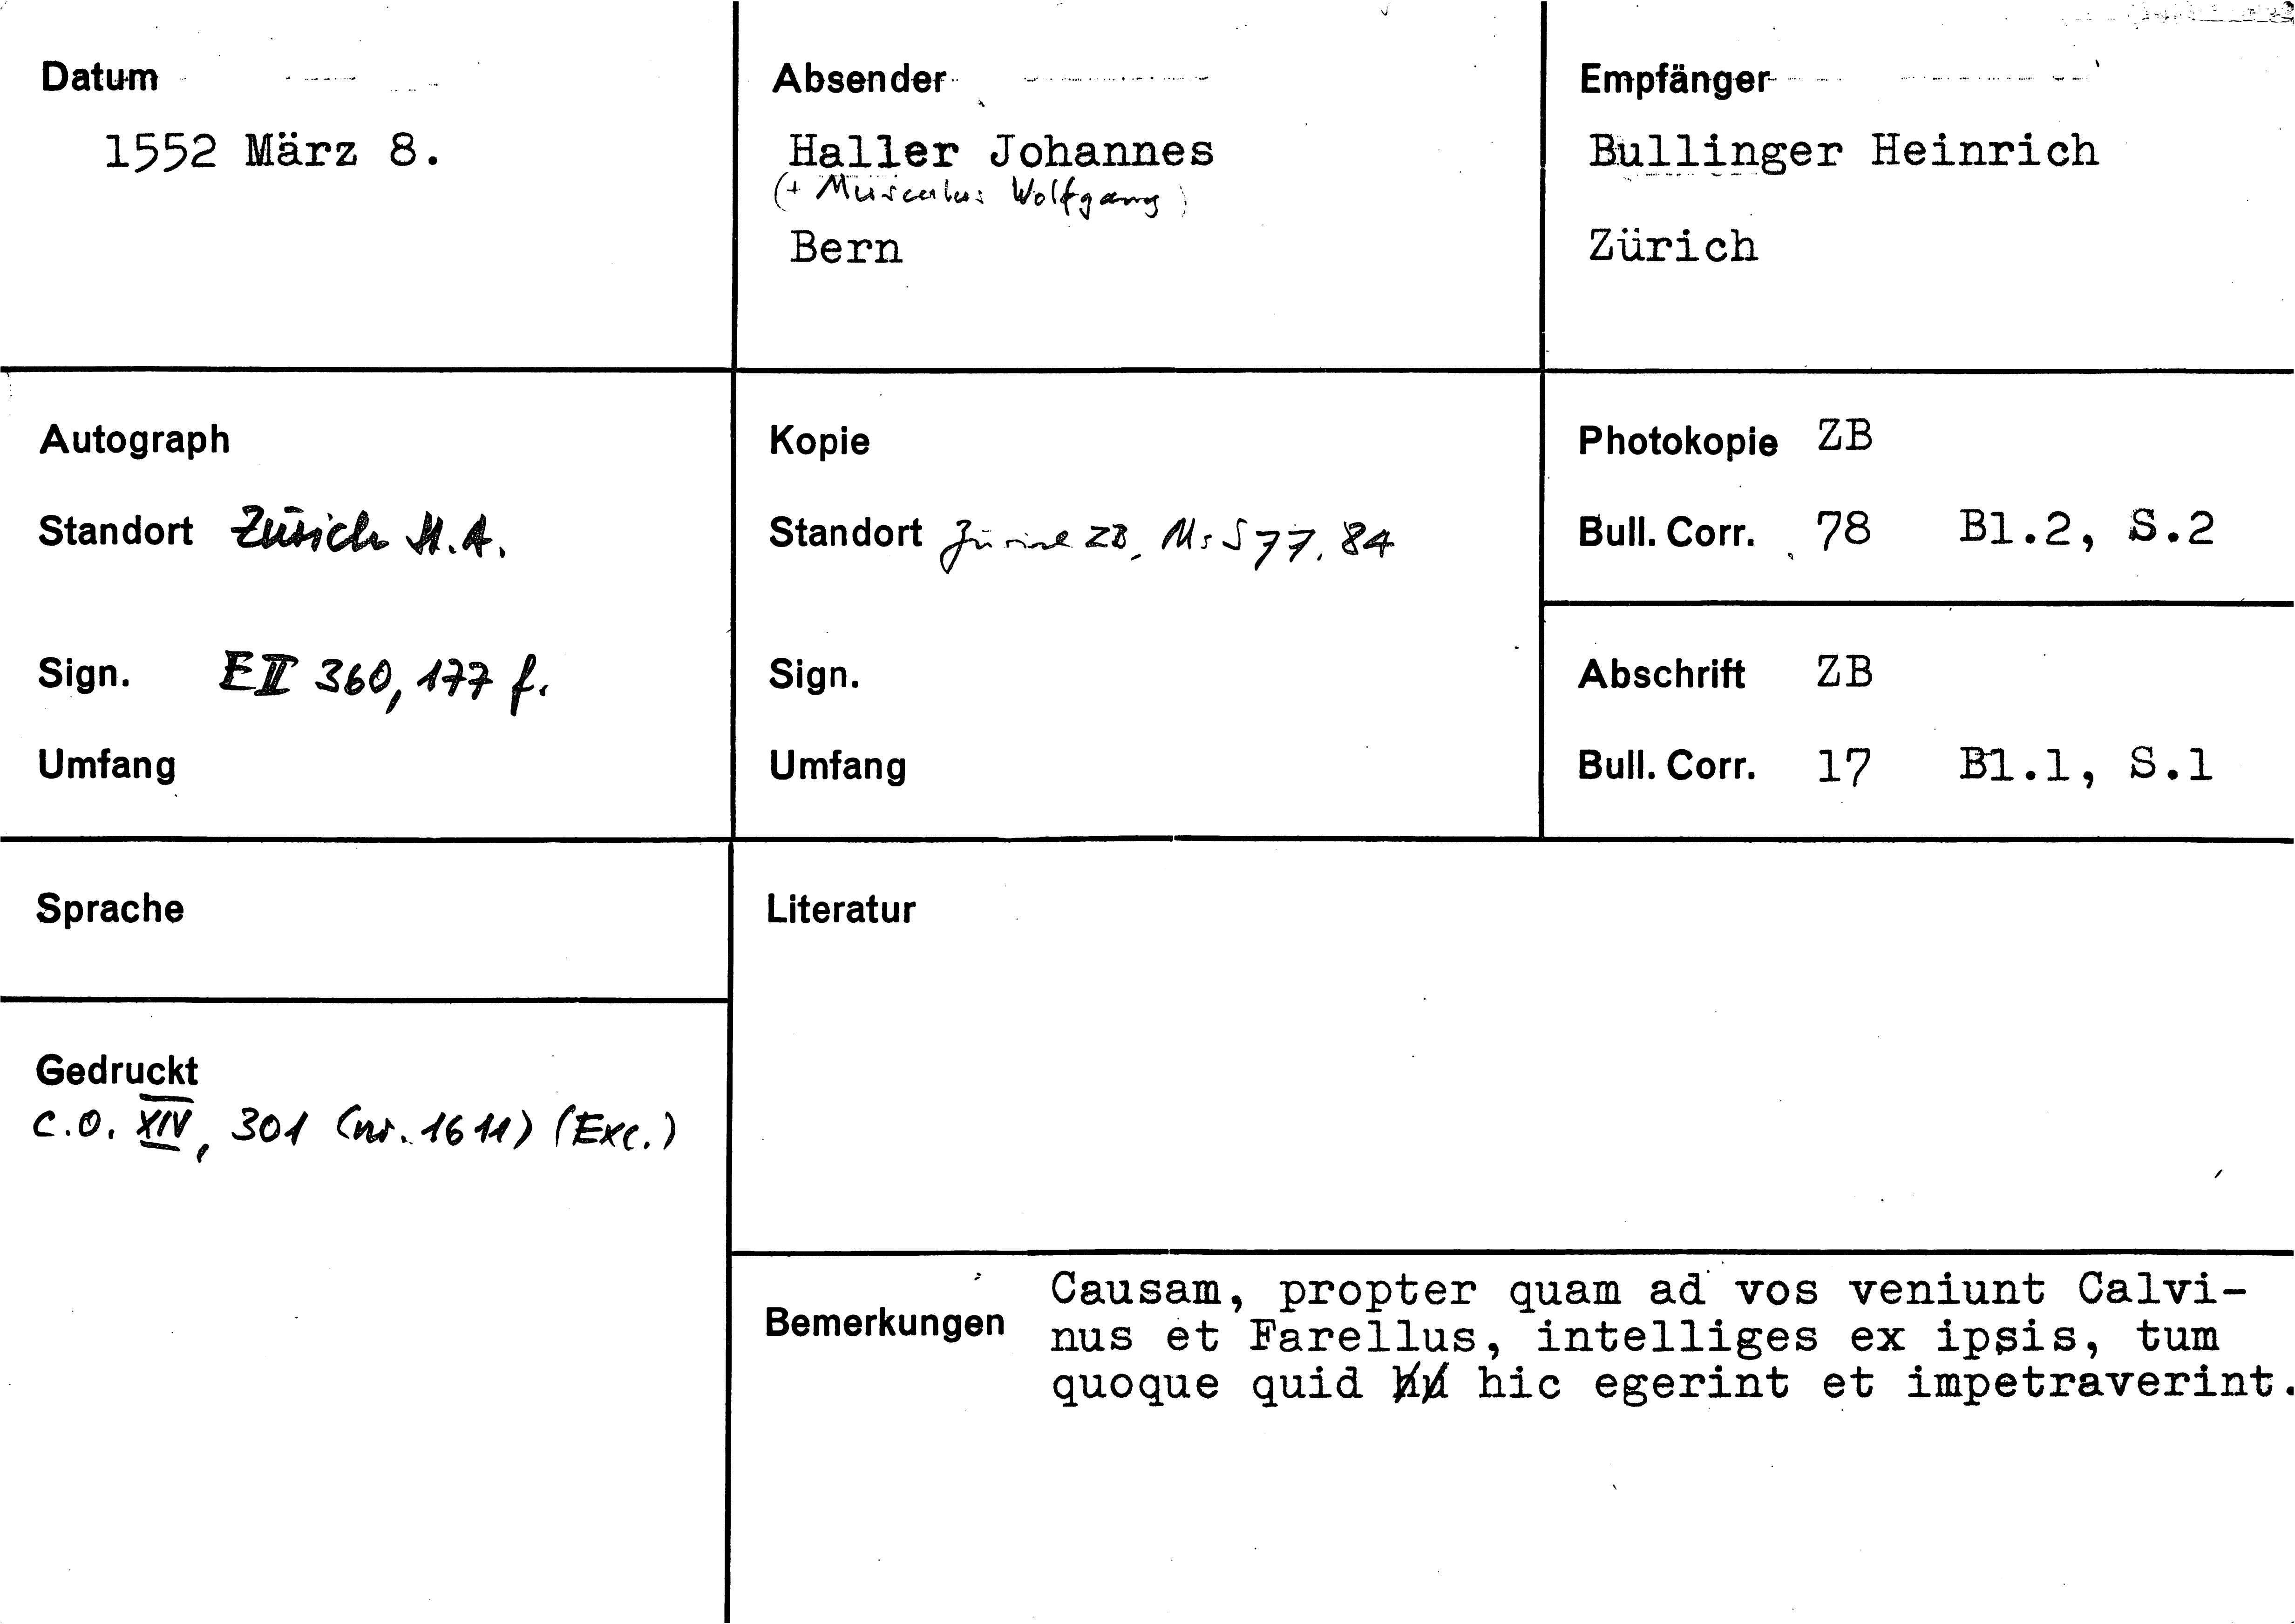 Datum
1552 März 8.
Absender
Haller Johannes
(+ Musculus Wolfgang)
Bern
Empfänger
Bullinger Heinrich
Zürich
Autograph
Standort Zürich St.A.
Sign. E II 360, 177 f.
Umfang
Kopie
Standort Zürich ZB, Ms S 77, 84
Sign.
Umfang
Photokopie ZB
Bull. Corr. 78 Bl.2, S.2
Abschrift ZB
Bull. Corr. 17 Bl.1, S.1
Sprache
Literatur
Gedruckt
C.O. XIV, 301 (nr. 1611) (Exc.)
Bemerkungen
Causam, propter quam ad vos veniunt Calvi-
nus et Farellus, intelliges ex ipsis, tum
quoque quid hic egerint et impetraverint.